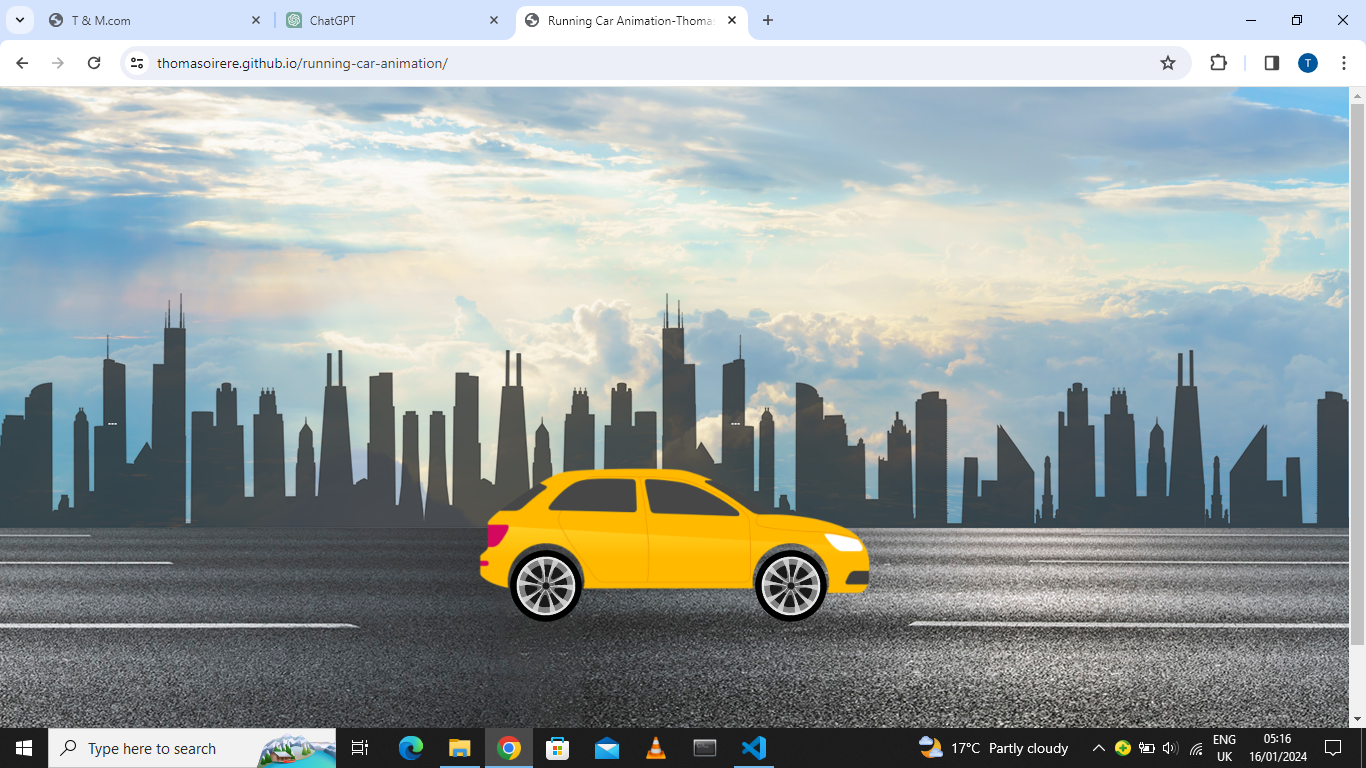 T & M.com
ChatGPT
Running Car Animation-Thomas
thomasoirere.github.io/running-car-animation/
T
Type here to search
17°C Partly cloudy
ENG
UK
05:16
16/01/2024